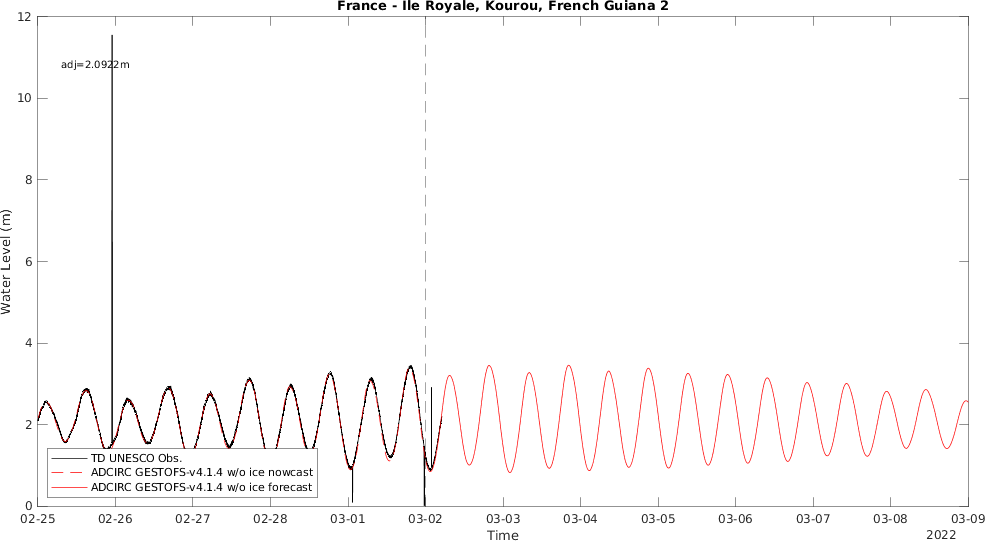 France - Ile Royale, Kourou, French Guiana 2
12
adj=2.0922m
10
8
6
4
2
0
Water Level (m)
TD UNESCO Obs.
ADCIRC GESTOFS-v4.1.4 w/o ice nowcast
ADCIRC GESTOFS-v4.1.4 w/o ice forecast
02-25 02-26 02-27 02-28 03-01 03-02 03-03 03-04 03-05 03-06 03-07 03-08 03-09
Time
2022